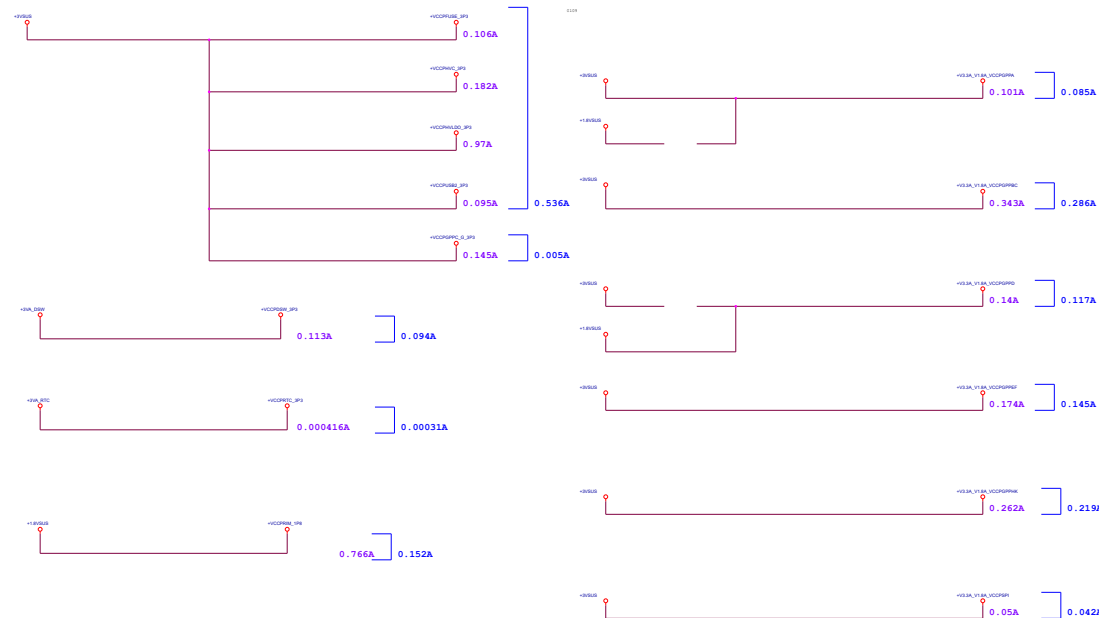 +3VSUS
+VCCPFUSE_3P3
0.106A
+VCCPHVC_3P3
0.182A
+VCCPHVLDO_3P3
0.97A
+VCCPUSB2_3P3
0.095A
0.536A
+VCCPGPPC_G_3P3
0.145A
0.005A
+3VA_DSW
+VCCPDSW_3P3
0.113A
0.094A
+3VA_RTC
+VCCPRTC_3P3
0.000416A
0.00031A
+1.8VSUS
+VCCPRIM_1P8
0.766A
0.152A
+3VSUS
+V3.3A_V1.8A_VCCPGPPA
0.101A
0.085A
+1.8VSUS
+3VSUS
+V3.3A_V1.8A_VCCPGPPBC
0.343A
0.286A
+3VSUS
+V3.3A_V1.8A_VCCPGPPD
0.14A
0.117A
+1.8VSUS
+3VSUS
+V3.3A_V1.8A_VCCPGPPEF
0.174A
0.145A
+3VSUS
+V3.3A_V1.8A_VCCPGPPHK
0.262A
0.219A
+3VSUS
+V3.3A_V1.8A_VCCPSPI
0.05A
0.042A